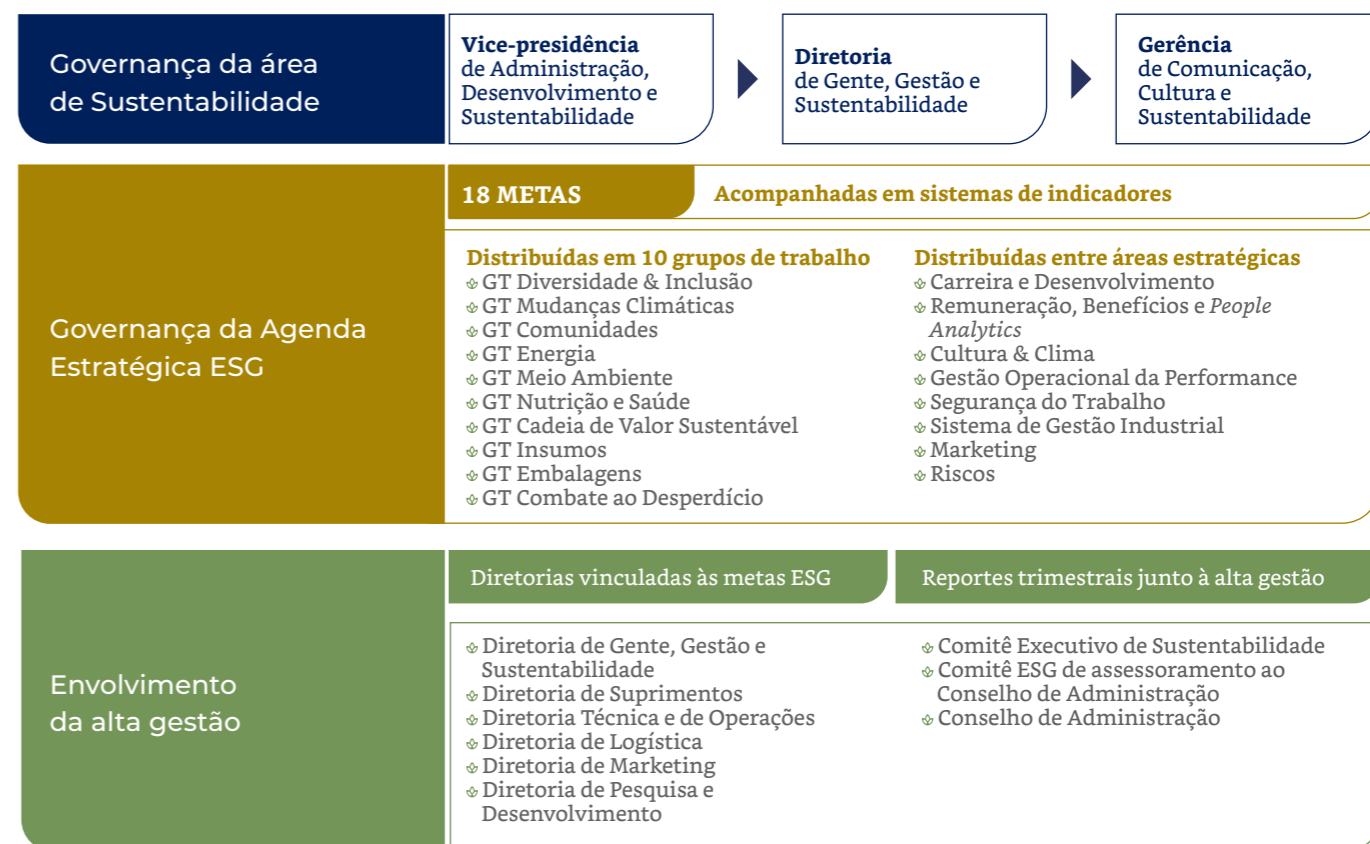 Governança da área
de Sustentabilidade
Vice-presidência
de Administração,
Desenvolvimento e
Sustentabilidade
Diretoria
de Gente, Gestão e
Sustentabilidade
Gerência
de Comunicação,
Cultura e
Sustentabilidade
Governança da Agenda
Estratégica ESG
18 METAS
Acompanhadas em sistemas de indicadores
Distribuídas em 10 grupos de trabalho
GT Diversidade & Inclusão
GT Mudanças Climáticas
GT Comunidades
GT Energia
GT Meio Ambiente
GT Nutrição e Saúde
GT Cadeia de Valor Sustentável
GT Insumos
GT Embalagens
GT Combate ao Desperdício
Distribuídas entre áreas estratégicas
Carreira e Desenvolvimento
Remuneração, Benefícios e People
Analytics
Cultura & Clima
Gestão Operacional da Performance
Segurança do Trabalho
Sistema de Gestão Industrial
Marketing
Riscos
Envolvimento
da alta gestão
Diretorias vinculadas às metas ESG
Diretoria de Gente, Gestão e
Sustentabilidade
Diretoria de Suprimentos
Diretoria Técnica e de Operações
Diretoria de Logística
Diretoria de Marketing
Diretoria de Pesquisa e
Desenvolvimento
Reportes trimestrais junto à alta gestão
Comitê Executivo de Sustentabilidade
Comitê ESG de assessoramento ao
Conselho de Administração
Conselho de Administração